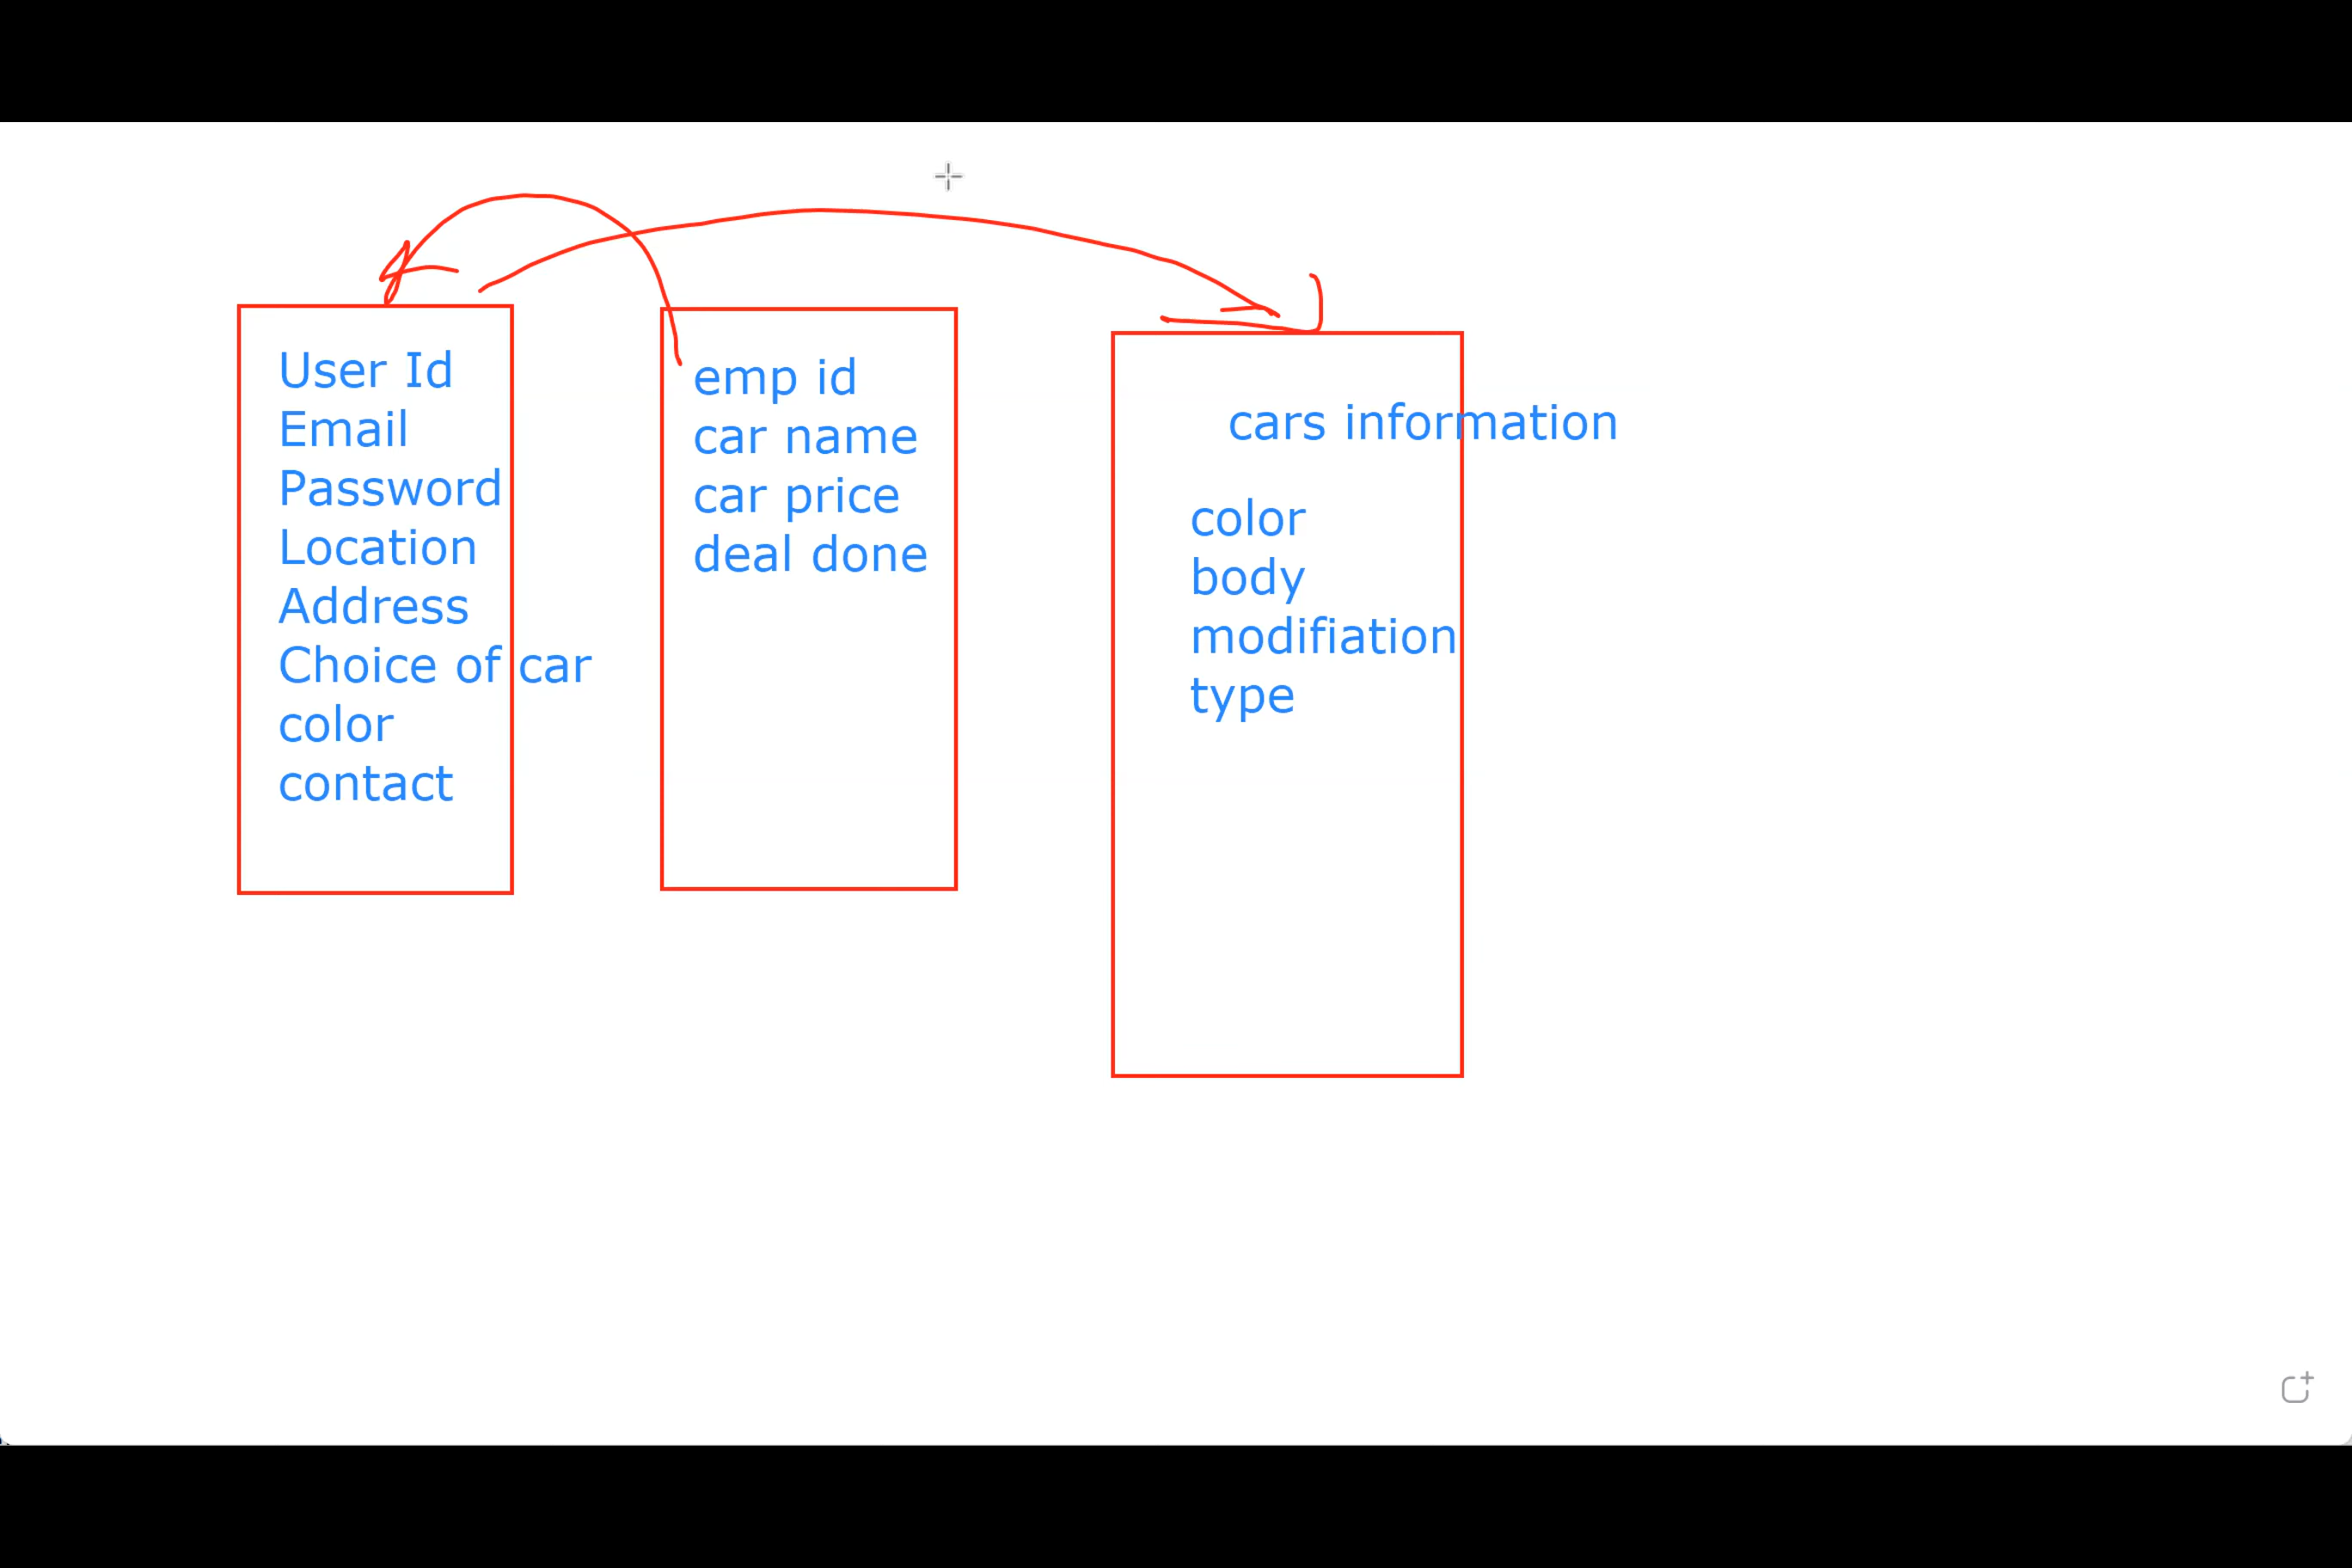 User Id
Email
Password
Location
Address
Choice of car
color
contact
emp id
car name
car price
deal done
cars information
color
body
modifiation
type